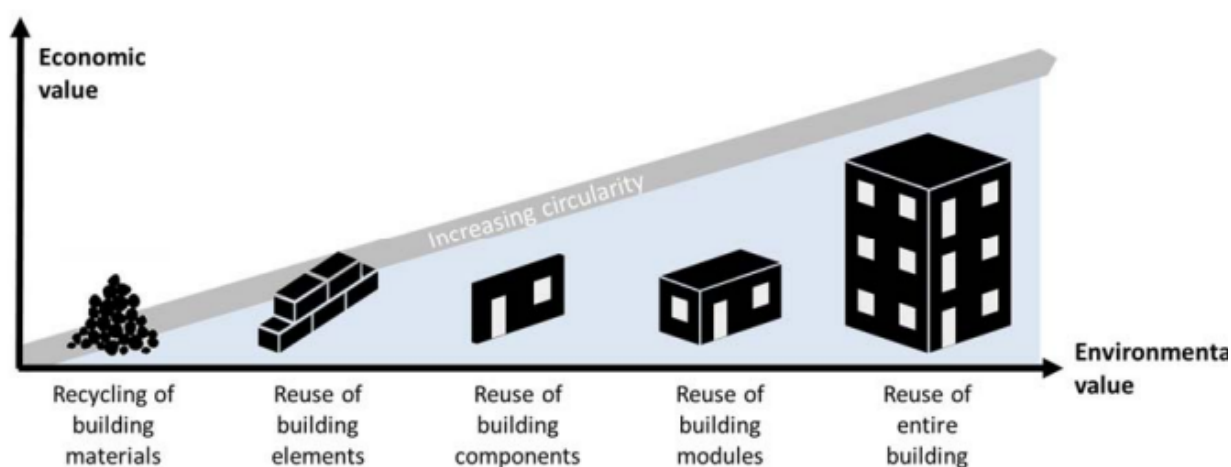 Economic
value
Increasing circularity
Environmenta
value
Recycling of
building
materials
Reuse of
building
elements
Reuse of
building
components
Reuse of
building
modules
Reuse of
entire
building